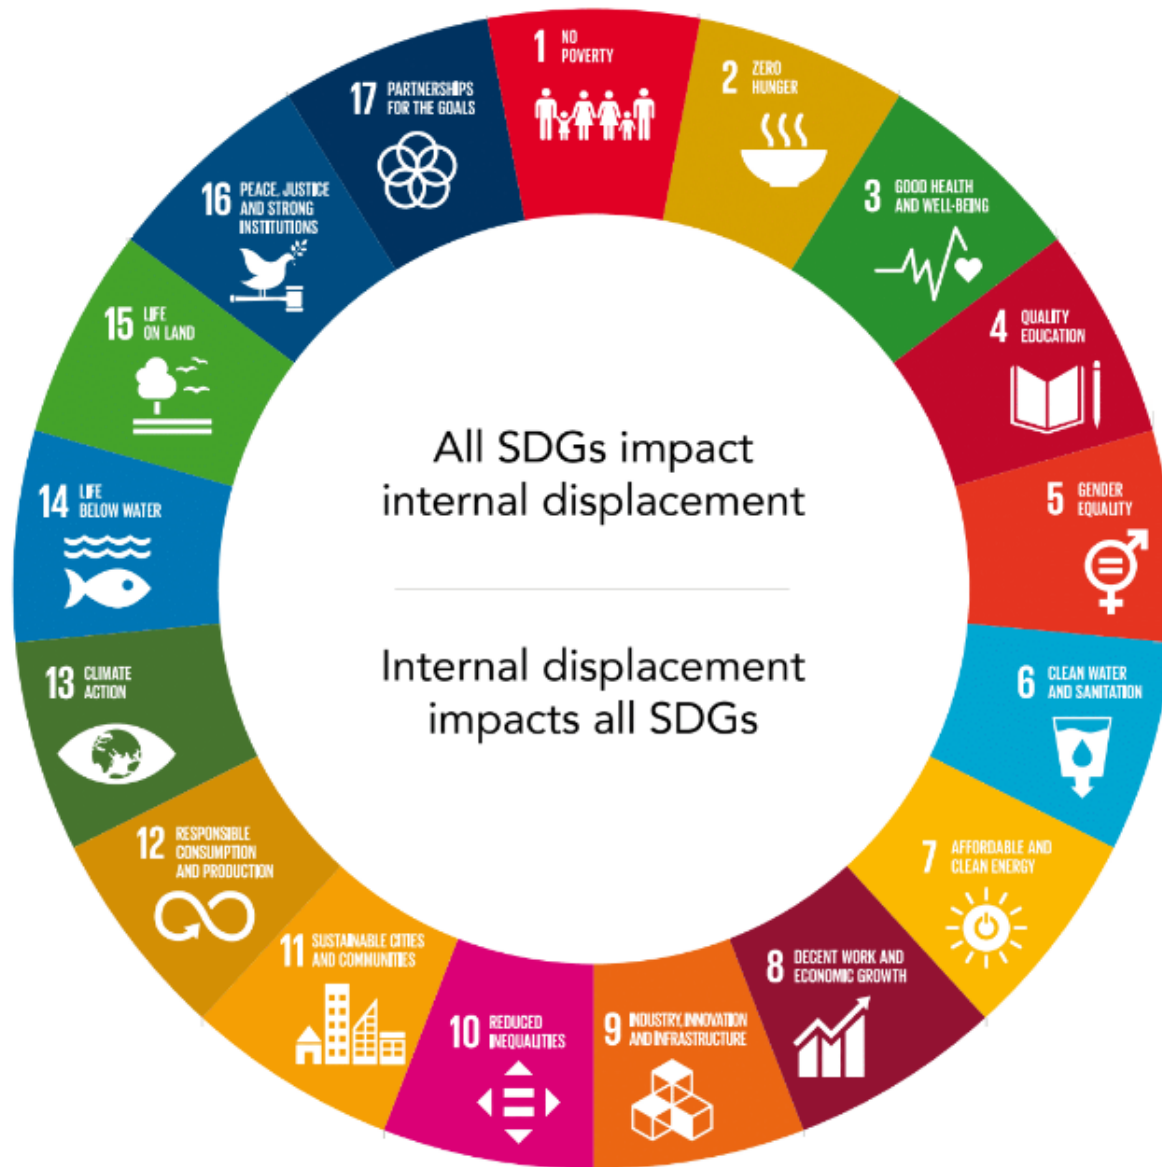 1 NO
POVERTY
2 ZERO
HUNGER
3 GOOD HEALTH
AND WELL-BEING
4 QUALITY
EDUCATION
5 GENDER
EQUALITY
6 CLEAN WATER
AND SANITATION
7 AFFORDABLE AND
CLEAN ENERGY
8 DECENT WORK AND
ECONOMIC GROWTH
9 INDUSTRY, INNOVATION
AND INFRASTRUCTURE
10 REDUCED
INEQUALITIES
11 SUSTAINABLE CITIES
AND COMMUNITIES
12 RESPONSIBLE
CONSUMPTION
AND PRODUCTION
13 CLIMATE
ACTION
14 LIFE
BELOW WATER
15 LIFE
ON LAND
16 PEACE, JUSTICE
AND STRONG
INSTITUTIONS
17 PARTNERSHIPS
FOR THE GOALS
All SDGs impact
internal displacement
Internal displacement
impacts all SDGs